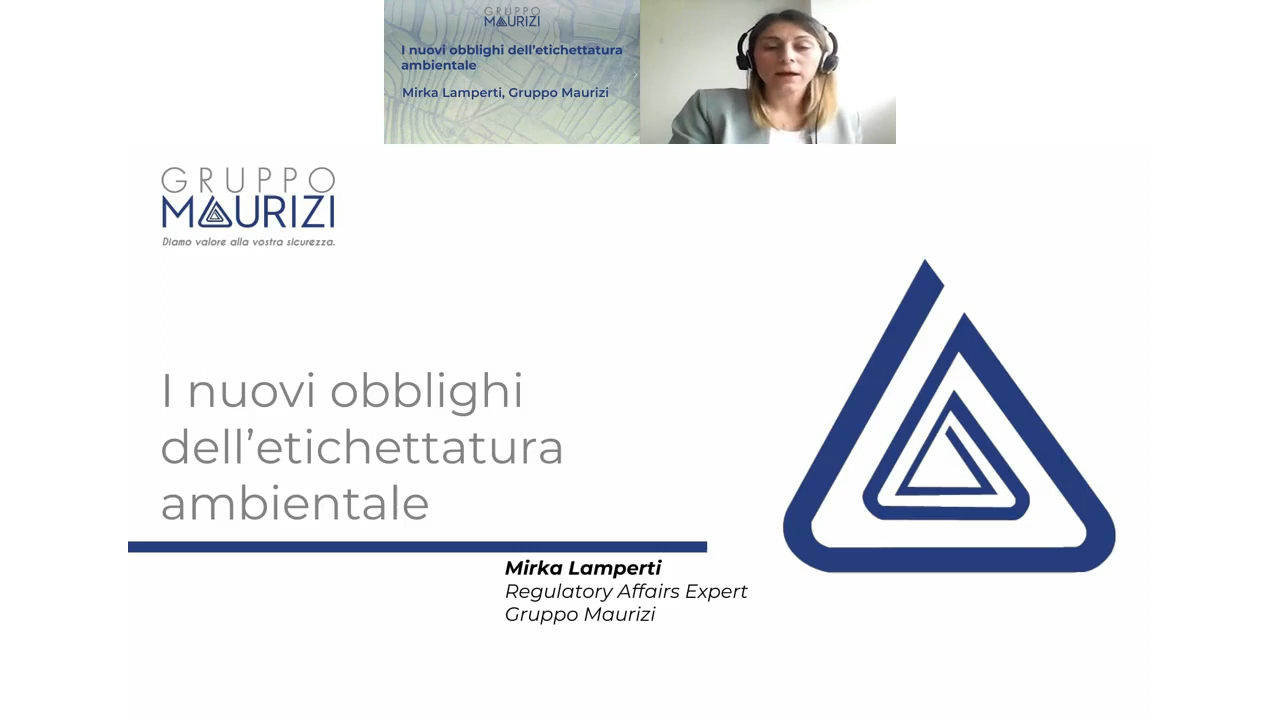 GRUPPO
MAURIZI
I nuovi obblighi dell'etichettatura
ambientale
Mirka Lamperti, Gruppo Maurizi
GRUPPO
MAURIZI
Diamo valore alla vostra sicurezza.
I nuovi obblighi
dell'etichettatura
ambientale
Mirka Lamperti
Regulatory Affairs Expert
Gruppo Maurizi